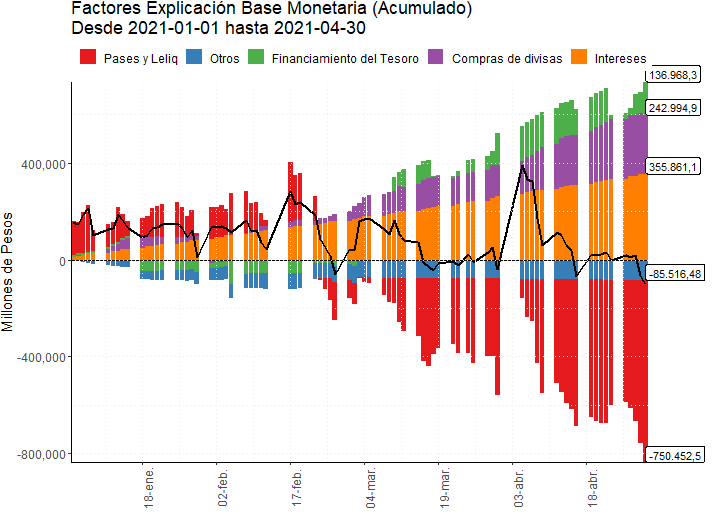 Factores Explicación Base Monetaria (Acumulado)
Desde 2021-01-01 hasta 2021-04-30
Pases y Leliq Otros Financiamiento del Tesoro Compras de divisas Intereses
136.968,3
242.994,9
355.861,1
-85.516,48
-750.452,5
Millones de Pesos
400,000
0
-400,000
-800,000
18-ene.
02-feb.
17-feb.
04-mar.
19-mar.
03-abr.
18-abr.